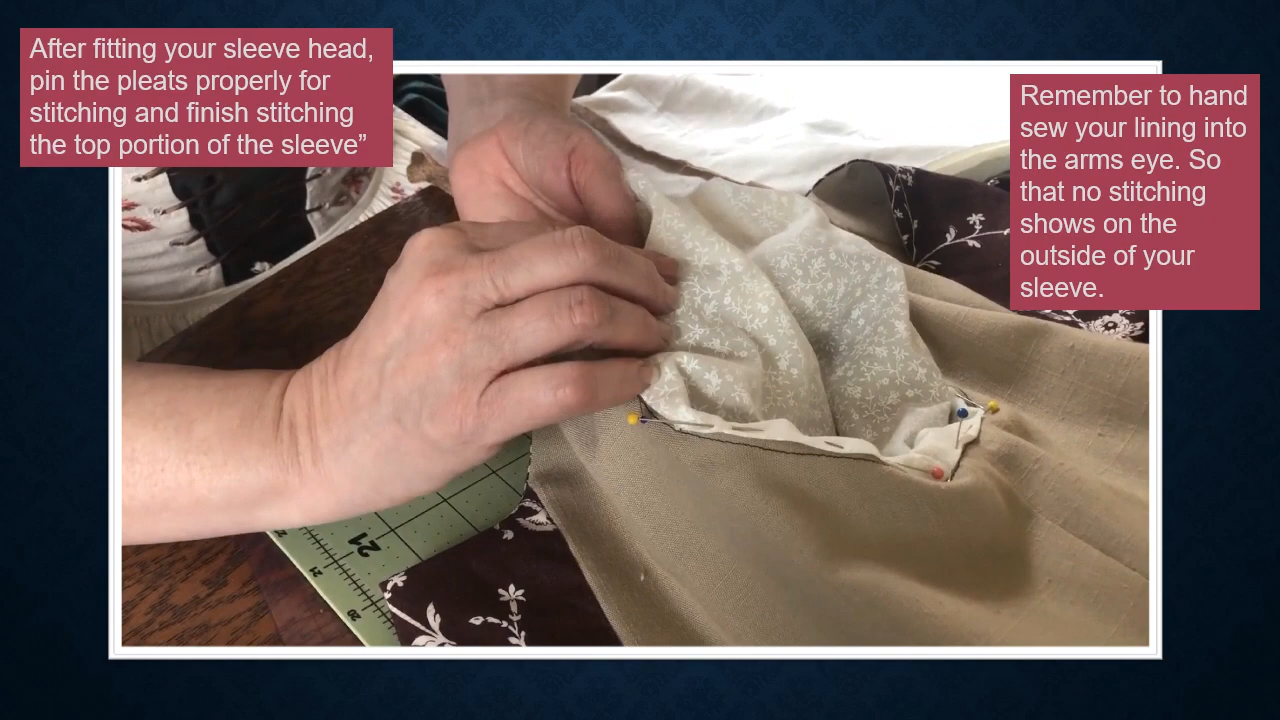 After fitting your sleeve head,
pin the pleats properly for
stitching and finish stitching
the top portion of the sleeve”
Remember to hand
sew your lining into
the arms eye. So
that no stitching
shows on the
outside of your
sleeve.
21
21
20